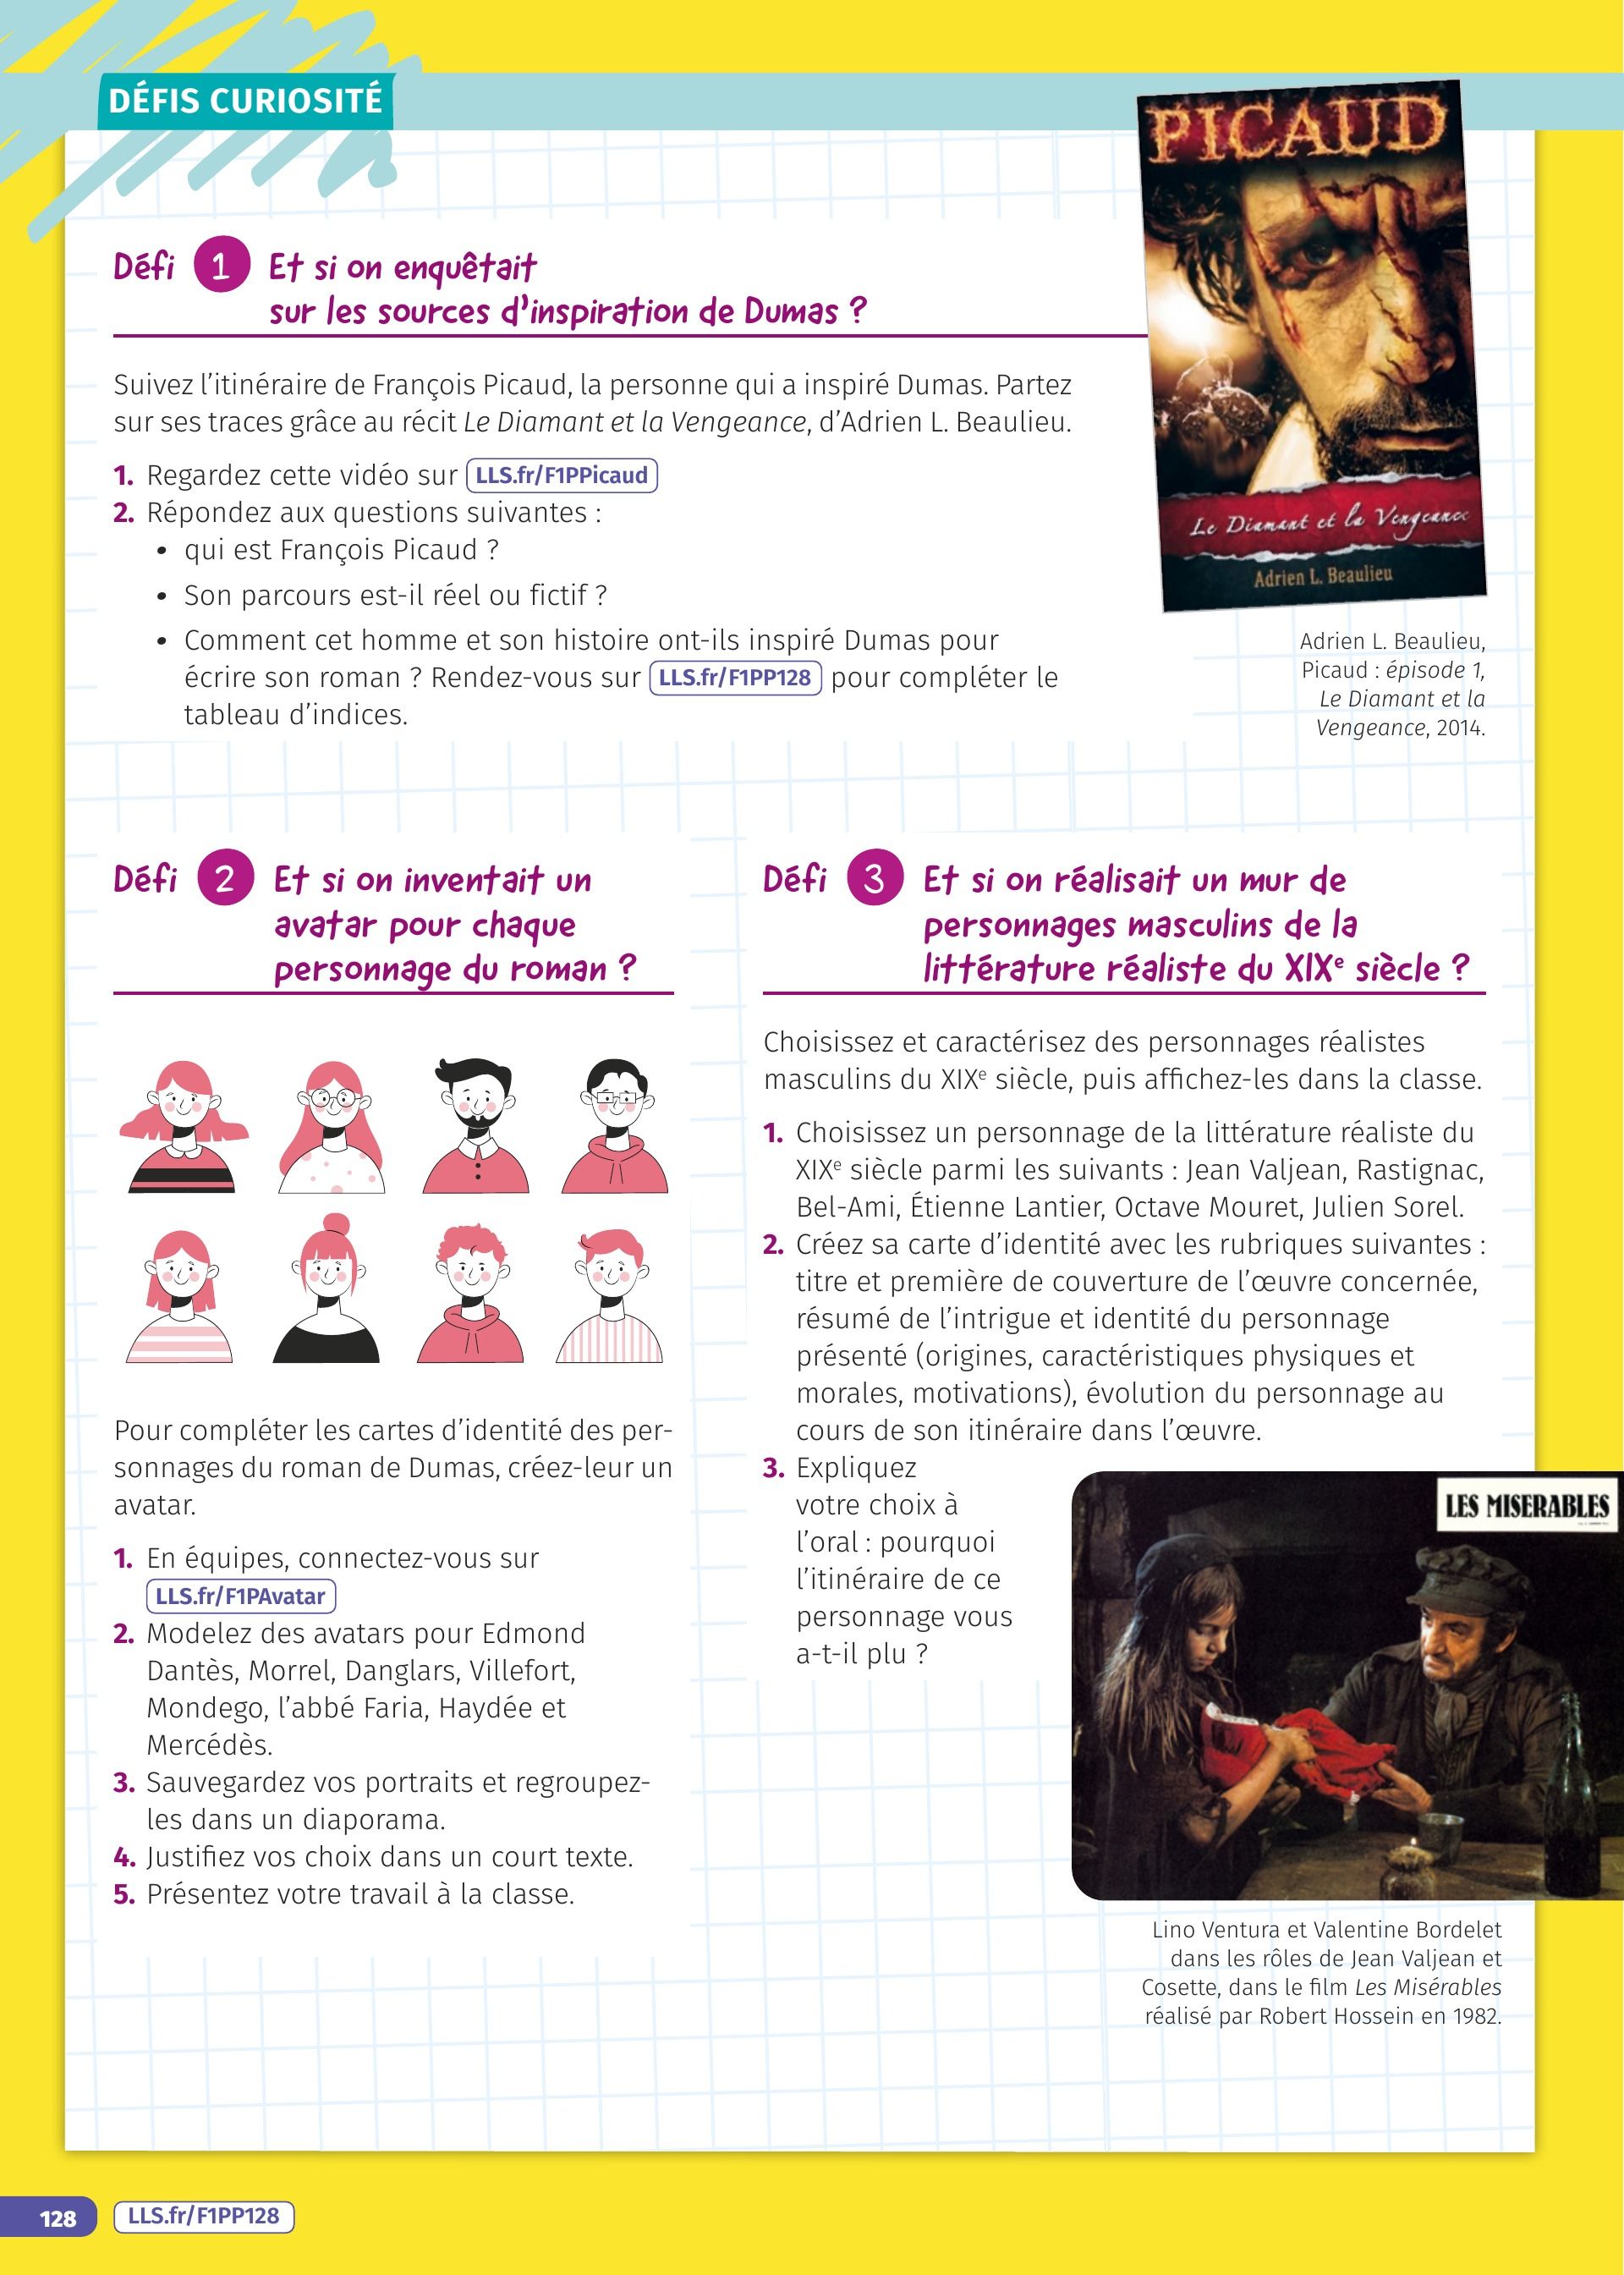 DÉFIS CURIOSITÉ
PICAUD
Le Diamant et la Vengeance
Adrien L. Beaulieu
Défi 1 Et si on enquêtait
sur les sources d'inspiration de Dumas ?
Suivez l'itinéraire de François Picaud, la personne qui a inspiré Dumas. Partez
sur ses traces grâce au récit Le Diamant et la Vengeance, d'Adrien L. Beaulieu.
1. Regardez cette vidéo sur LLS.fr/F1PPicaud
2. Répondez aux questions suivantes :
• qui est François Picaud ?
• Son parcours est-il réel ou fictif ?
• Comment cet homme et son histoire ont-ils inspiré Dumas pour
écrire son roman ? Rendez-vous sur LLS.fr/F1PP128 pour compléter le
tableau d'indices.
Adrien L. Beaulieu,
Picaud : épisode 1,
Le Diamant et la
Vengeance, 2014.
Défi 2 Et si on inventait un
avatar pour chaque
personnage du roman ?
Pour compléter les cartes d'identité des per-
sonnages du roman de Dumas, créez-leur un
avatar.
1. En équipes, connectez-vous sur
LLS.fr/F1PAvatar
2. Modelez des avatars pour Edmond
Dantès, Morrel, Danglars, Villefort,
Mondego, l'abbé Faria, Haydée et
Mercédès.
3. Sauvegardez vos portraits et regroupez-
les dans un diaporama.
4. Justifiez vos choix dans un court texte.
5. Présentez votre travail à la classe.
Défi 3 Et si on réalisait un mur de
personnages masculins de la
littérature réaliste du XIXe siècle ?
Choisissez et caractérisez des personnages réalistes
masculins du XIXe siècle, puis affichez-les dans la classe.
1. Choisissez un personnage de la littérature réaliste du
XIXe siècle parmi les suivants : Jean Valjean, Rastignac,
Bel-Ami, Étienne Lantier, Octave Mouret, Julien Sorel.
2. Créez sa carte d'identité avec les rubriques suivantes :
titre et première de couverture de l'œuvre concernée,
résumé de l'intrigue et identité du personnage
présenté (origines, caractéristiques physiques et
morales, motivations), évolution du personnage au
cours de son itinéraire dans l'œuvre.
3. Expliquez
votre choix à
l'oral : pourquoi
l'itinéraire de ce
personnage vous
a-t-il plu ?
LES MISERABLES
Lino Ventura et Valentine Bordelet
dans les rôles de Jean Valjean et
Cosette, dans le film Les Misérables
réalisé par Robert Hossein en 1982.
128
LLS.fr/F1PP128